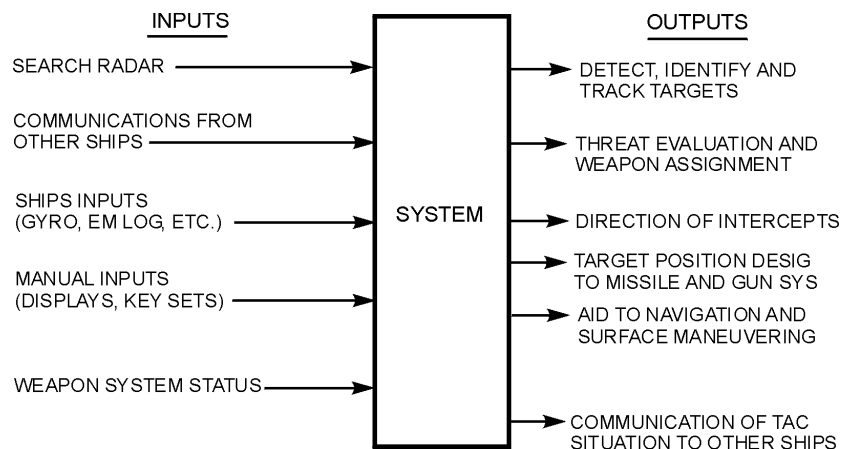 INPUTS
SEARCH RADAR
COMMUNICATIONS FROM
OTHER SHIPS
SHIPS INPUTS
(GYRO, EM LOG, ETC.)
MANUAL INPUTS
(DISPLAYS, KEY SETS)
WEAPON SYSTEM STATUS
SYSTEM
OUTPUTS
DETECT, IDENTIFY AND
TRACK TARGETS
THREAT EVALUATION AND
WEAPON ASSIGNMENT
DIRECTION OF INTERCEPTS
TARGET POSITION DESIG
TO MISSILE AND GUN SYS
AID TO NAVIGATION AND
SURFACE MANEUVERING
COMMUNICATION OF TAC
SITUATION TO OTHER SHIPS